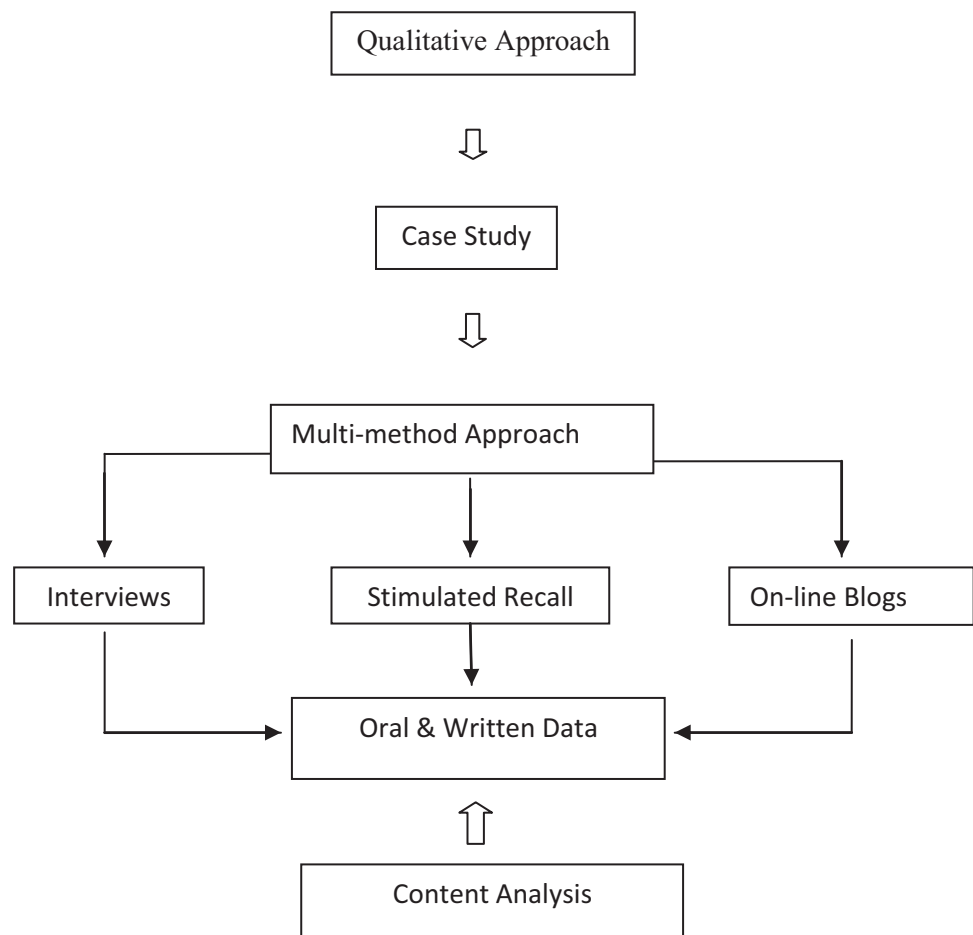 Qualitative Approach
Case Study
Multi-method Approach
Interviews
Stimulated Recall
On-line Blogs
Oral & Written Data
Content Analysis